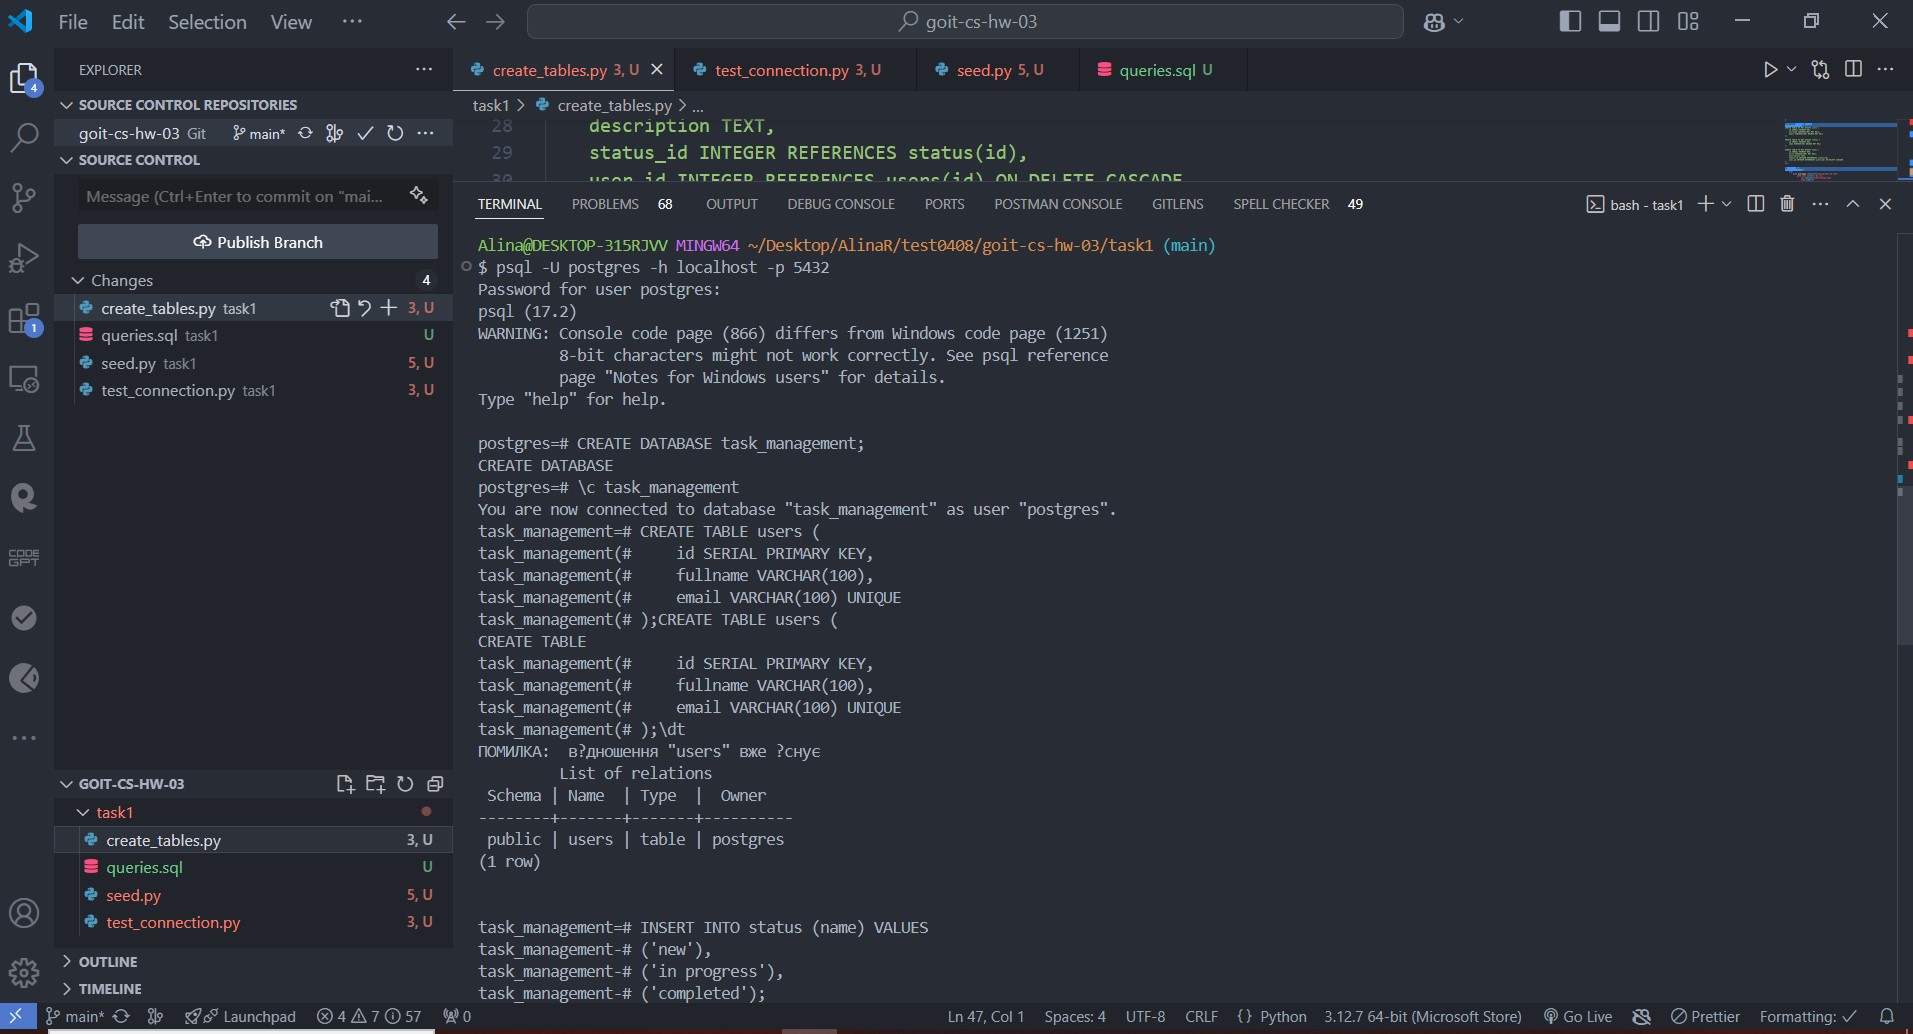 File Edit Selection View ···
goit-cs-hw-03
EXPLORER ···
SOURCE CONTROL REPOSITORIES
goit-cs-hw-03 Git main* ···
SOURCE CONTROL
Message (Ctrl+Enter to commit on "mai...
Publish Branch
Changes 4
create_tables.py task1 3, U
queries.sql task1 U
seed.py task1 5, U
test_connection.py task1 3, U
GOIT-CS-HW-03
task1
create_tables.py 3, U
queries.sql U
seed.py 5, U
test_connection.py 3, U
OUTLINE
TIMELINE
4
1
CODE
GPT
create_tables.py 3, U test_connection.py 3, U seed.py 5, U queries.sql U
task1 > create_tables.py > ...
28 description TEXT,
29 status_id INTEGER REFERENCES status(id),
30 user_id INTEGER REFERENCES users(id) ON DELETE CASCADE
TERMINAL PROBLEMS 68 OUTPUT DEBUG CONSOLE PORTS POSTMAN CONSOLE GITLENS SPELL CHECKER 49 bash - task1
Alina@DESKTOP-315RJVV MINGW64 ~/Desktop/AlinaR/test0408/goit-cs-hw-03/task1 (main)
$ psql -U postgres -h localhost -p 5432
Password for user postgres:
psql (17.2)
WARNING: Console code page (866) differs from Windows code page (1251)
8-bit characters might not work correctly. See psql reference
page "Notes for Windows users" for details.
Type "help" for help.
postgres=# CREATE DATABASE task_management;
CREATE DATABASE
postgres=# \c task_management
You are now connected to database "task_management" as user "postgres".
task_management=# CREATE TABLE users (
task_management(# id SERIAL PRIMARY KEY,
task_management(# fullname VARCHAR(100),
task_management(# email VARCHAR(100) UNIQUE
task_management(# );CREATE TABLE users (
CREATE TABLE
task_management(# id SERIAL PRIMARY KEY,
task_management(# fullname VARCHAR(100),
task_management(# email VARCHAR(100) UNIQUE
task_management(# );\dt
ПОМИЛКА: в?дношення "users" вже ?снує
List of relations
Schema | Name | Type | Owner
--------+-------+-------+----------
public | users | table | postgres
(1 row)
task_management=# INSERT INTO status (name) VALUES
task_management-# ('new'),
task_management-# ('in progress'),
task_management-# ('completed');
main* Launchpad 4 7 57 0 Ln 47, Col 1 Spaces: 4 UTF-8 CRLF {} Python 3.12.7 64-bit (Microsoft Store) Go Live Prettier Formatting: ✓